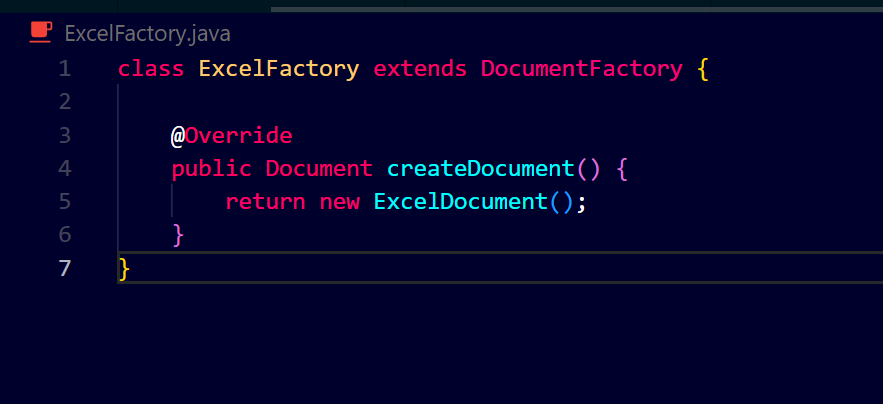 ExcelFactory.java
1 class ExcelFactory extends DocumentFactory {
2
3 @Override
4 public Document createDocument() {
5 return new ExcelDocument();
6 }
7 }